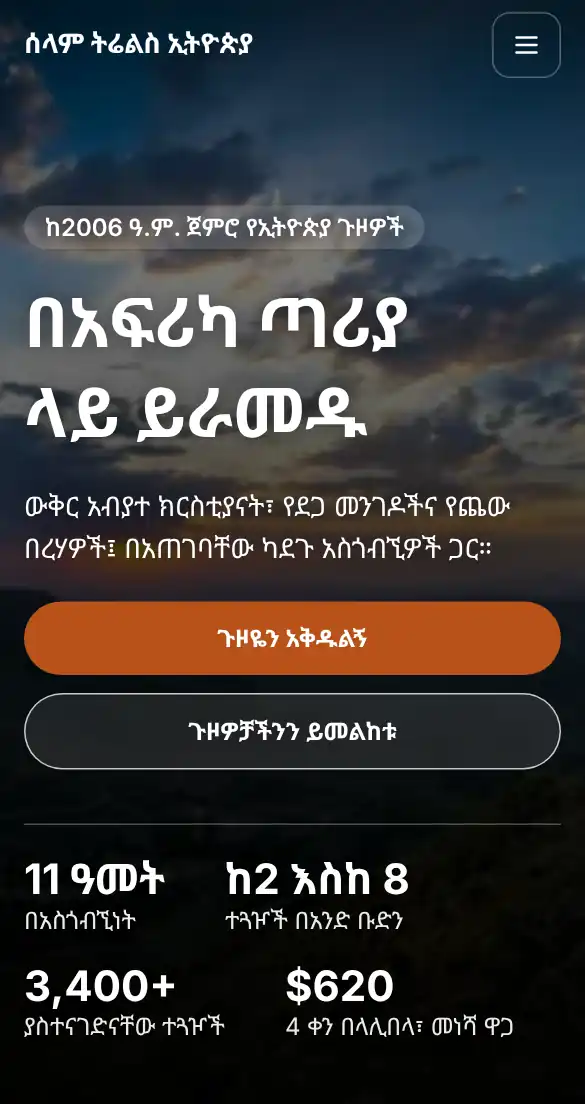 ሰላም ትሬልስ ኢትዮጵያ
ከ2006 ዓ.ም. ጀምሮ የኢትዮጵያ ጉዞዎች
በአፍሪካ ጣሪያ
ላይ ይራመዱ
ውቅር አብያተ ክርስቲያናት፣ የደጋ መንገዶችና የጨው
በረሃዎች፤ በአጠገባቸው ካደጉ አስጎብኚዎች ጋር።
ጉዞዬን አቅዱልኝ
ጉዞዎቻችንን ይመልከቱ
11 ዓመት
በአስጎብኚነት
ከ2 እስከ 8
ተጓዦች በአንድ ቡድን
3,400+
ያስተናገድናቸው ተጓዦች
$620
4 ቀን በላሊበላ፣ መነሻ ዋጋ